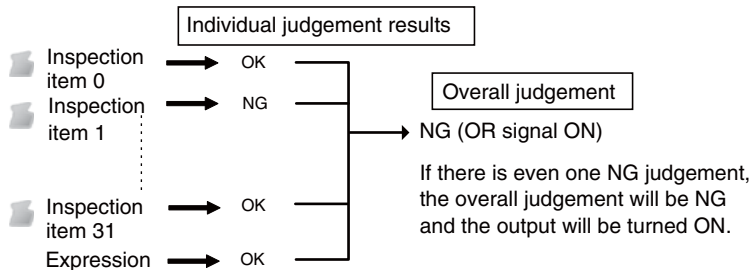 Individual judgement results
Inspection
item 0
OK
Inspection
item 1
NG
Overall judgement
NG (OR signal ON)
If there is even one NG judgement,
the overall judgement will be NG
and the output will be turned ON.
Inspection
item 31
OK
Expression
OK